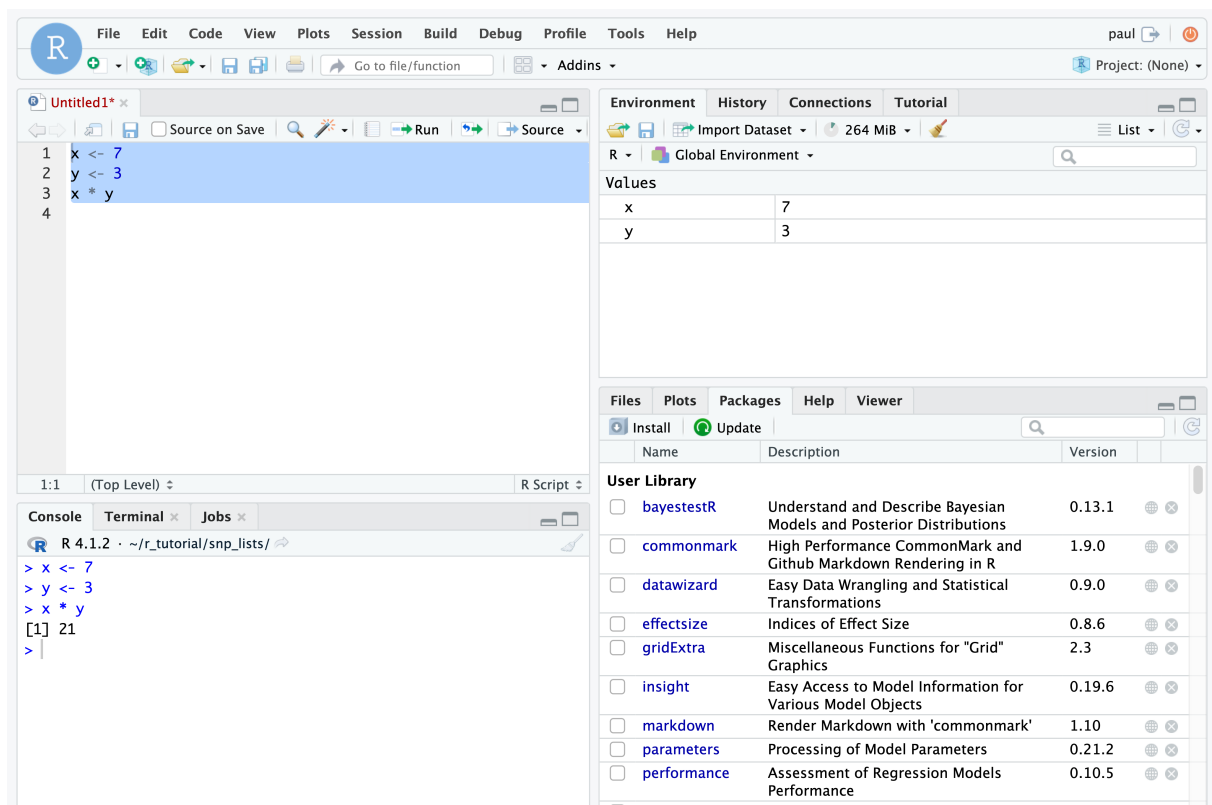 R
File Edit Code View Plots Session Build Debug Profile Tools Help
paul
Go to file/function
Addins
R Project: (None)
R Untitled1*
Source on Save
Run
Source
1 x <- 7
2 y <- 3
3 x * y
4
1:1 (Top Level)
R Script
Console Terminal Jobs
R R 4.1.2 · ~/r_tutorial/snp_lists/
> x <- 7
> y <- 3
> x * y
[1] 21
>
Environment History Connections Tutorial
Import Dataset
264 MiB
List
R
Global Environment
Values
x 7
y 3
Files Plots Packages Help Viewer
Install Update
Name Description Version
User Library
bayestestR Understand and Describe Bayesian 0.13.1
Models and Posterior Distributions
commonmark High Performance CommonMark and 1.9.0
Github Markdown Rendering in R
datawizard Easy Data Wrangling and Statistical 0.9.0
Transformations
effectsize Indices of Effect Size 0.8.6
gridExtra Miscellaneous Functions for "Grid" 2.3
Graphics
insight Easy Access to Model Information for 0.19.6
Various Model Objects
markdown Render Markdown with 'commonmark' 1.10
parameters Processing of Model Parameters 0.21.2
performance Assessment of Regression Models 0.10.5
Performance